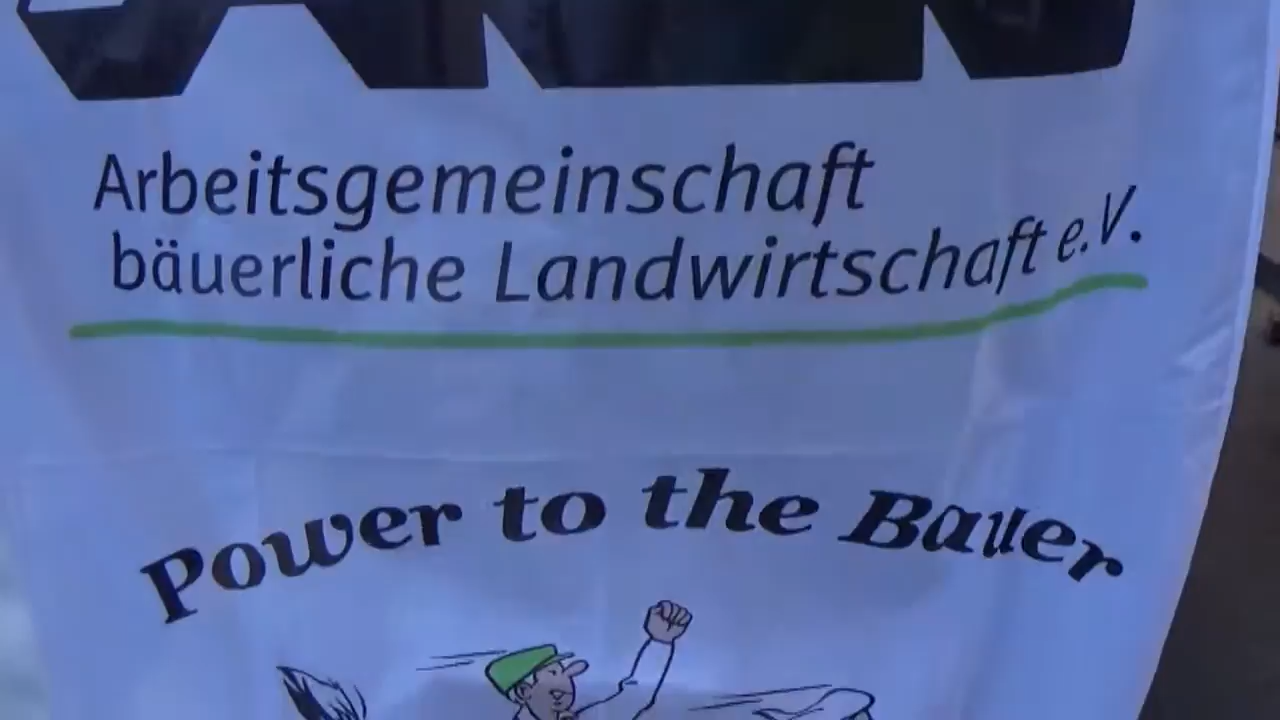 Arbeitsgemeinschaft
bäuerliche Landwirtschaft e.V.
Power to the Bauer